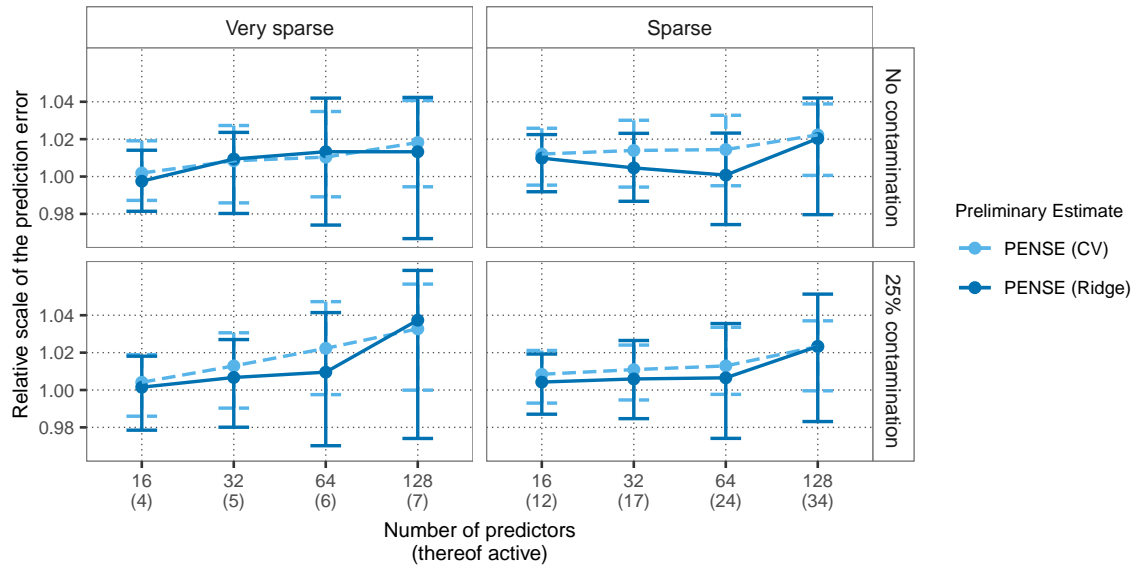 Very sparse
Sparse
Relative scale of the prediction error
1.04
1.02
1.00
0.98
No contamination
1.04
1.02
1.00
0.98
25% contamination
16 32 64 128
(4) (5) (6) (7)
16 32 64 128
(12) (17) (24) (34)
Number of predictors
(thereof active)
Preliminary Estimate
PENSE (CV)
PENSE (Ridge)